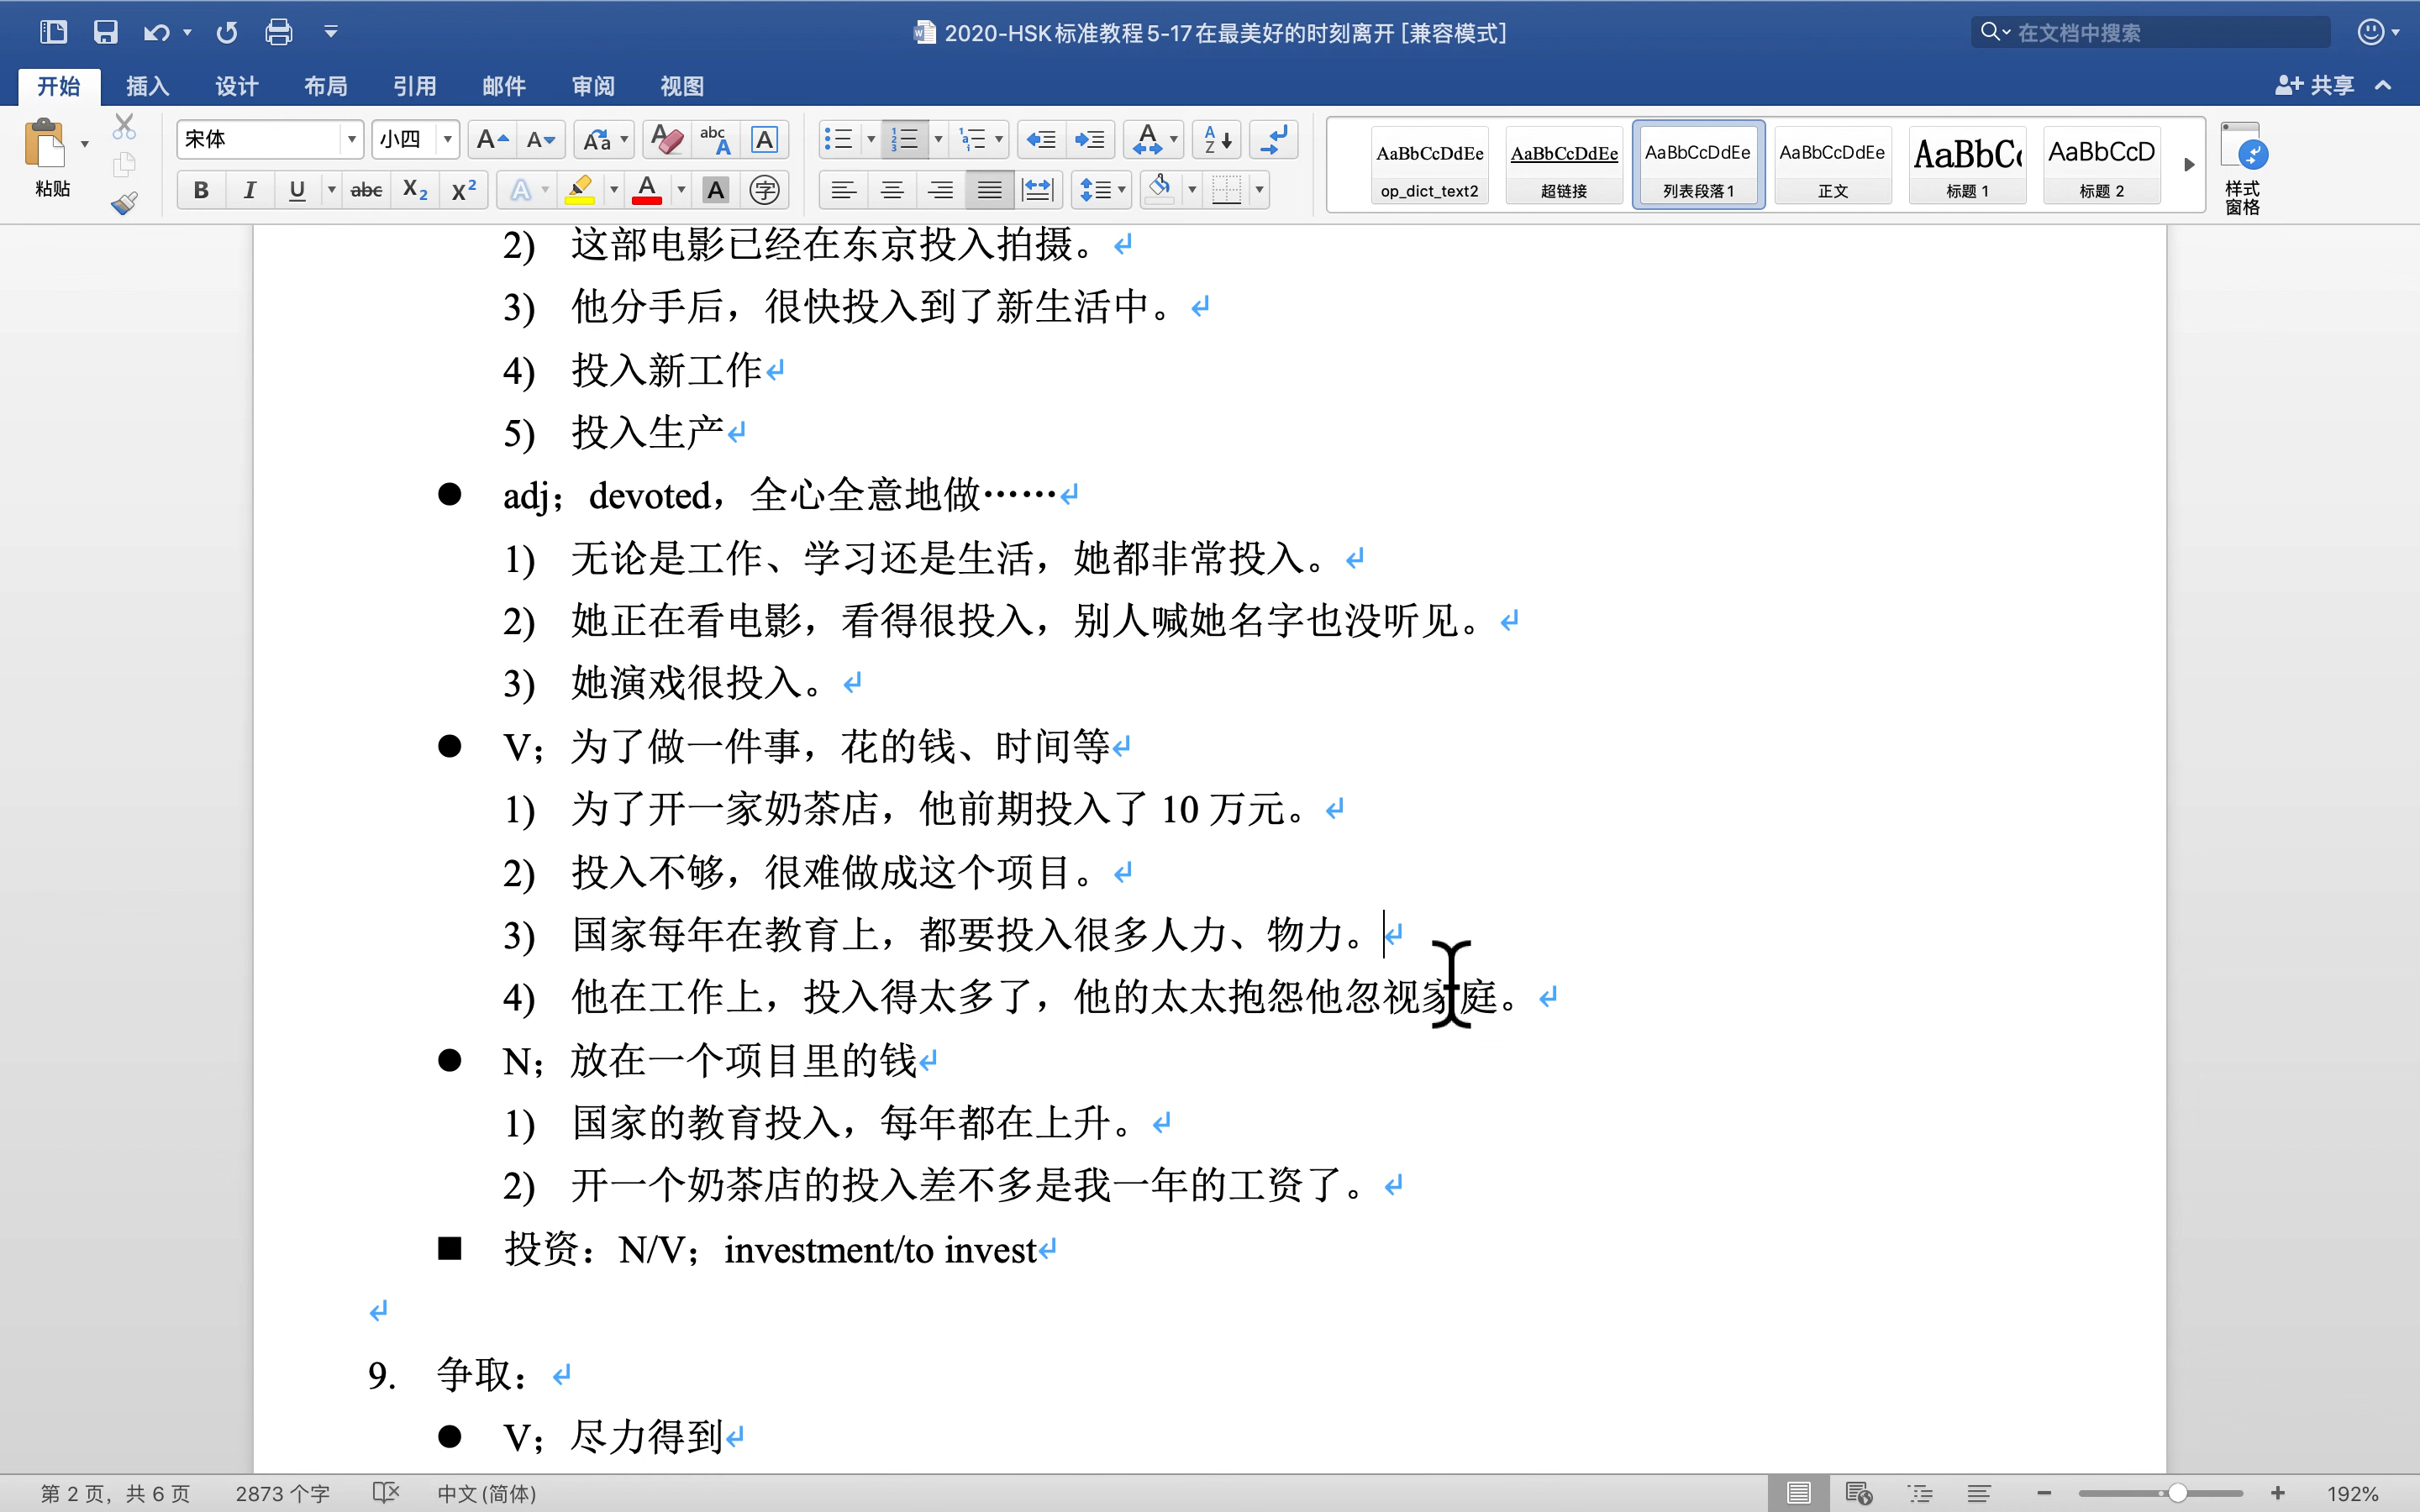 2020-HSK标准教程5-17在最美好的时刻离开 [兼容模式]
在文档中搜索
开始 插入 设计 布局 引用 邮件 审阅 视图
共享
粘贴
宋体
小四
AaBbCcDdEe AaBbCcDdEe AaBbCcDdEe AaBbCcDdEe AaBbCc AaBbCcD
op_dict_text2 超链接 列表段落1 正文 标题 1 标题 2
样式
窗格
2) 这部电影已经在东京投入拍摄。
3) 他分手后，很快投入到了新生活中。
4) 投入新工作
5) 投入生产
● adj；devoted，全心全意地做……
1) 无论是工作、学习还是生活，她都非常投入。
2) 她正在看电影，看得很投入，别人喊她名字也没听见。
3) 她演戏很投入。
● V；为了做一件事，花的钱、时间等
1) 为了开一家奶茶店，他前期投入了 10 万元。
2) 投入不够，很难做成这个项目。
3) 国家每年在教育上，都要投入很多人力、物力。
4) 他在工作上，投入得太多了，他的太太抱怨他忽视家庭。
● N；放在一个项目里的钱
1) 国家的教育投入，每年都在上升。
2) 开一个奶茶店的投入差不多是我一年的工资了。
■ 投资：N/V；investment/to invest
9. 争取：
● V；尽力得到
第 2 页，共 6 页 2873 个字 中文 (简体) 192%